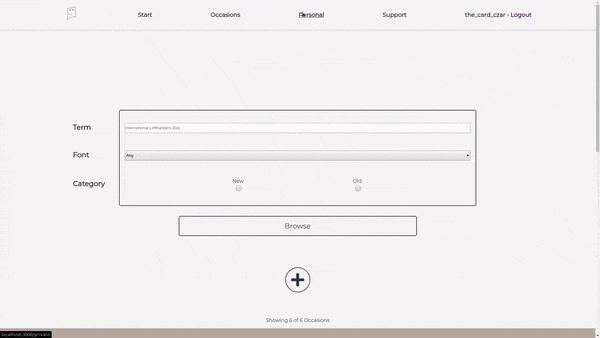 Start Occasions Personal Support the_card_czar - Logout
Term
International Lefthanders Day
Font
Any
Category
New Old
Browse
Showing 6 of 6 Occasions
localhost:3000/private